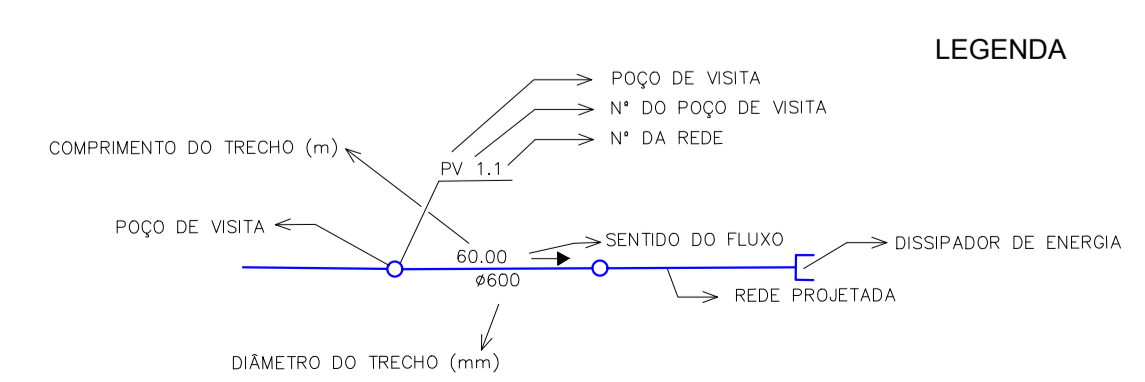 LEGENDA
POÇO DE VISITA
Nº DO POÇO DE VISITA
Nº DA REDE
COMPRIMENTO DO TRECHO (m)
PV 1.1
POÇO DE VISITA
SENTIDO DO FLUXO
DISSIPADOR DE ENERGIA
60.00
ø600
REDE PROJETADA
DIÂMETRO DO TRECHO (mm)